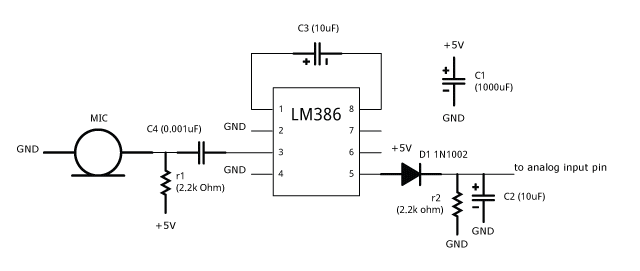 C3 (10uF)
+5V
C1
(1000uF)
GND
LM386
1
8
2
7
3
6
4
5
MIC
GND
C4 (0,001uF)
GND
GND
r1
(2.2k Ohm)
+5V
+5V
D1 1N1002
to analog input pin
r2
(2.2k ohm)
C2 (10uF)
GND
GND